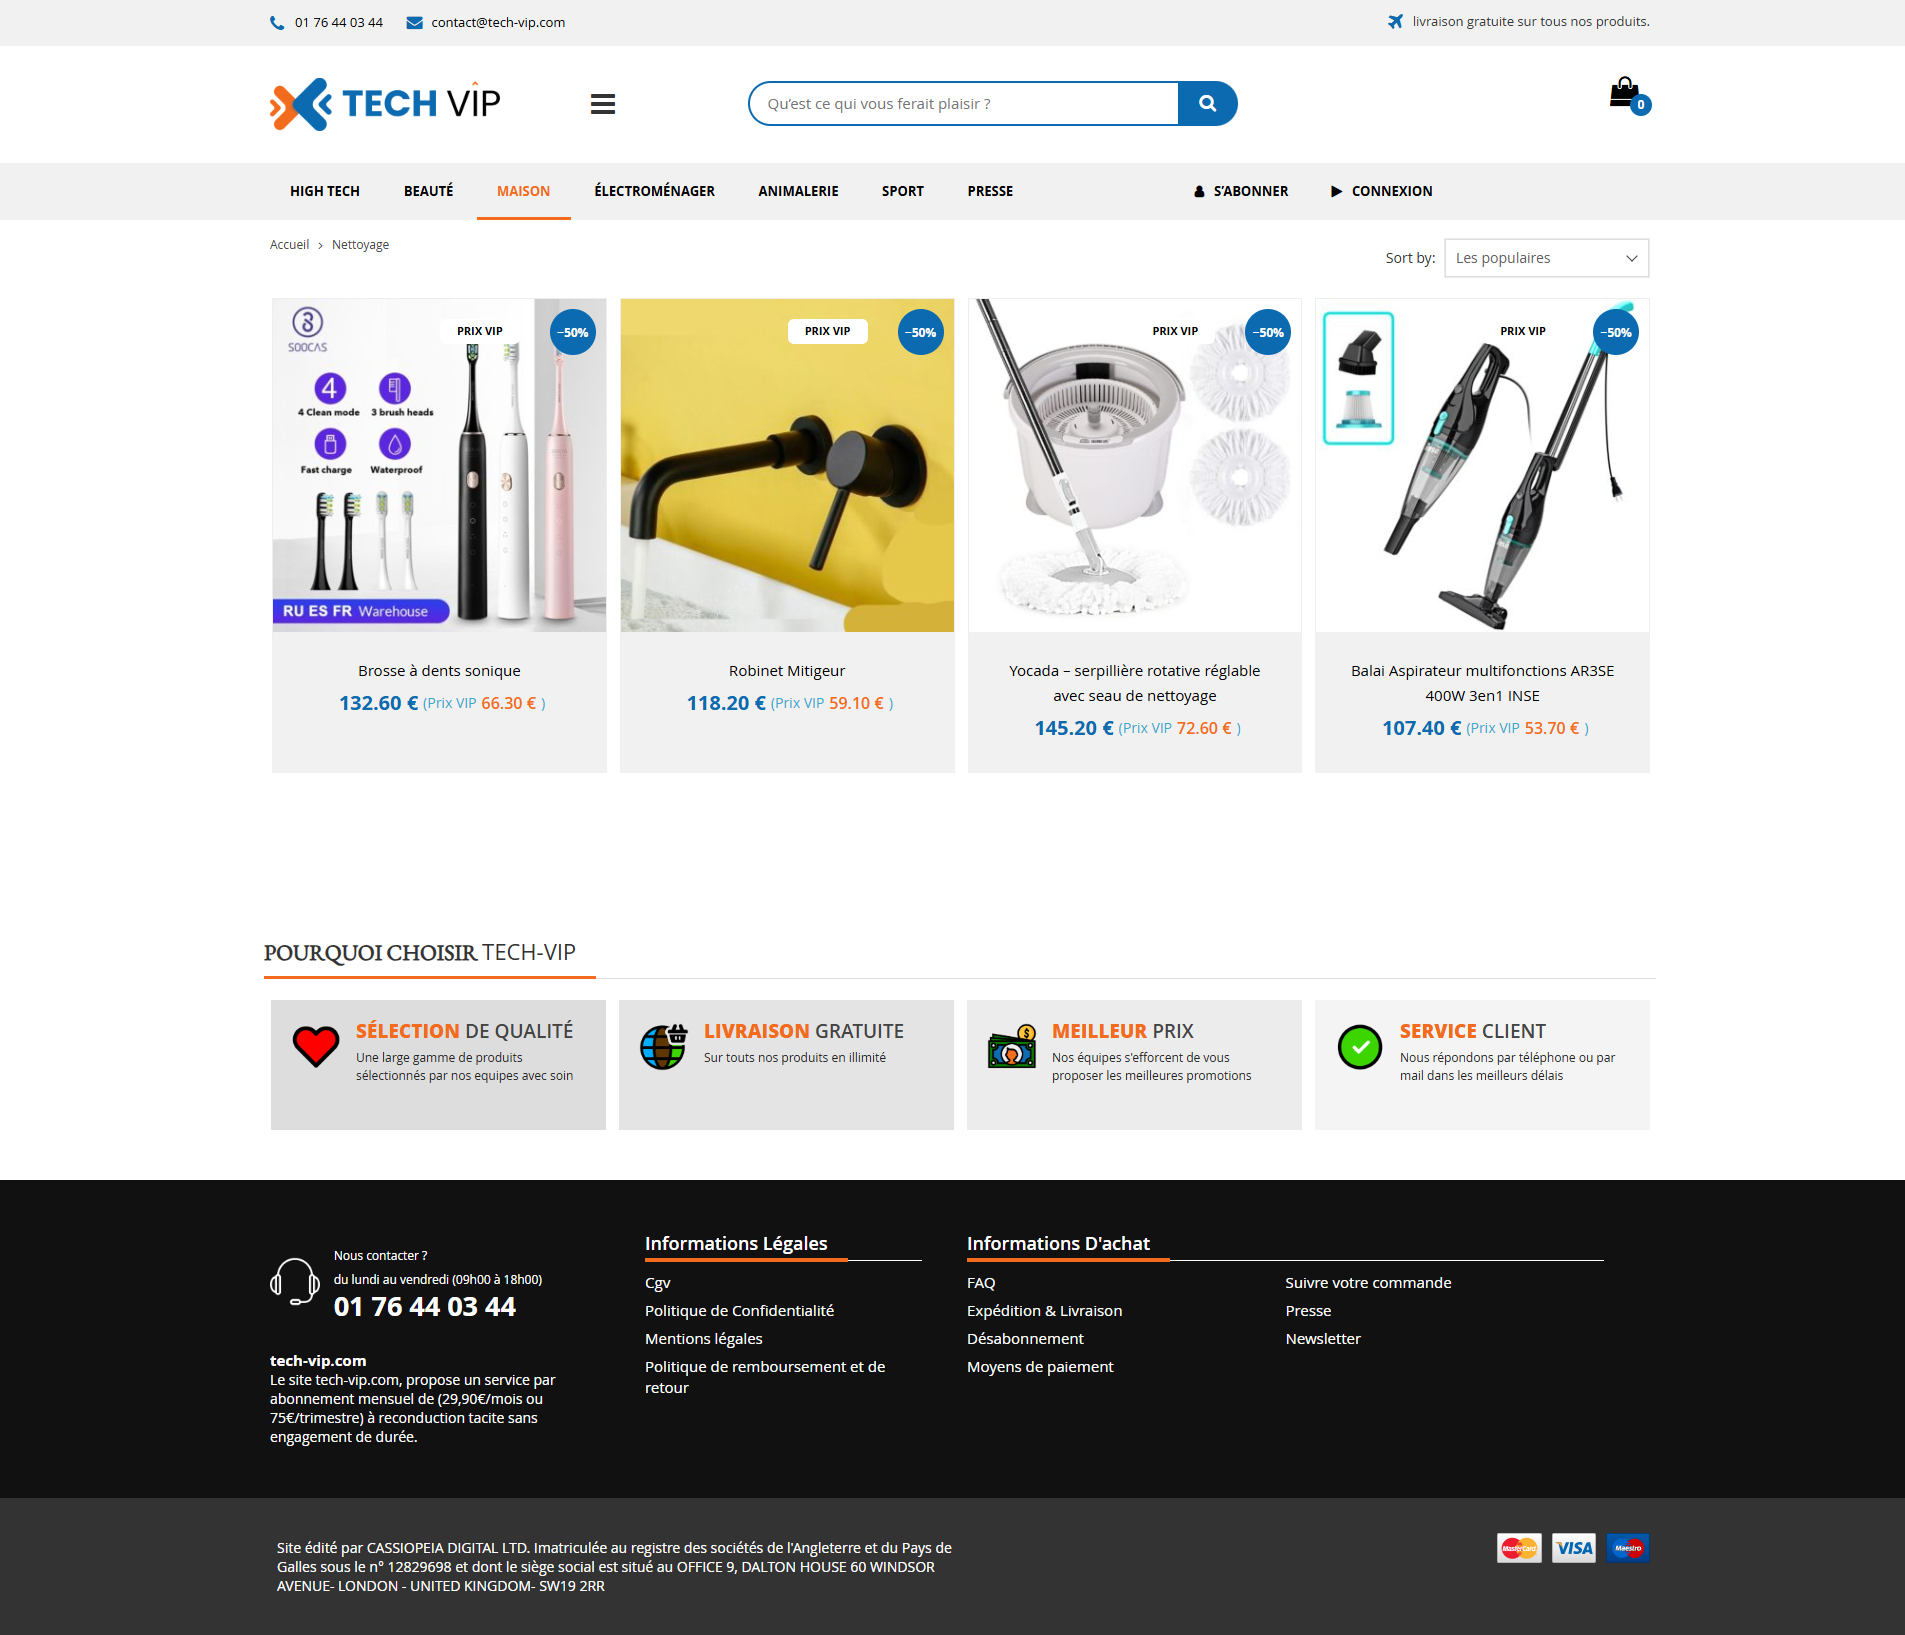 01 76 44 03 44
contact@tech-vip.com
livraison gratuite sur tous nos produits.
TECH VIP
Qu'est ce qui vous ferait plaisir ?
0
HIGH TECH
BEAUTÉ
MAISON
ÉLECTROMÉNAGER
ANIMALERIE
SPORT
PRESSE
S'ABONNER
CONNEXION
Accueil > Nettoyage
Sort by:
Les populaires
SOOCAS
PRIX VIP
-50%
4
4 Clean mode
3 brush heads
Fast charge
Waterproof
RU ES FR Warehouse
PRIX VIP
-50%
PRIX VIP
-50%
PRIX VIP
-50%
Brosse à dents sonique
132.60 € (Prix VIP 66.30 € )
Robinet Mitigeur
118.20 € (Prix VIP 59.10 € )
Yocada – serpillière rotative réglable
avec seau de nettoyage
145.20 € (Prix VIP 72.60 € )
Balai Aspirateur multifonctions AR3SE
400W 3en1 INSE
107.40 € (Prix VIP 53.70 € )
POURQUOI CHOISIR TECH-VIP
SÉLECTION DE QUALITÉ
Une large gamme de produits
sélectionnés par nos equipes avec soin
LIVRAISON GRATUITE
Sur touts nos produits en illimité
MEILLEUR PRIX
Nos équipes s'efforcent de vous
proposer les meilleures promotions
SERVICE CLIENT
Nous répondons par téléphone ou par
mail dans les meilleurs délais
Nous contacter ?
du lundi au vendredi (09h00 à 18h00)
01 76 44 03 44
tech-vip.com
Le site tech-vip.com, propose un service par
abonnement mensuel de (29,90€/mois ou
75€/trimestre) à reconduction tacite sans
engagement de durée.
Informations Légales
Cgv
Politique de Confidentialité
Mentions légales
Politique de remboursement et de
retour
Informations D'achat
FAQ
Expédition & Livraison
Désabonnement
Moyens de paiement
Suivre votre commande
Presse
Newsletter
Site édité par CASSIOPEIA DIGITAL LTD. Imatriculée au registre des sociétés de l'Angleterre et du Pays de
Galles sous le n° 12829698 et dont le siège social est situé au OFFICE 9, DALTON HOUSE 60 WINDSOR
AVENUE- LONDON - UNITED KINGDOM- SW19 2RR
MasterCard
VISA
Maestro